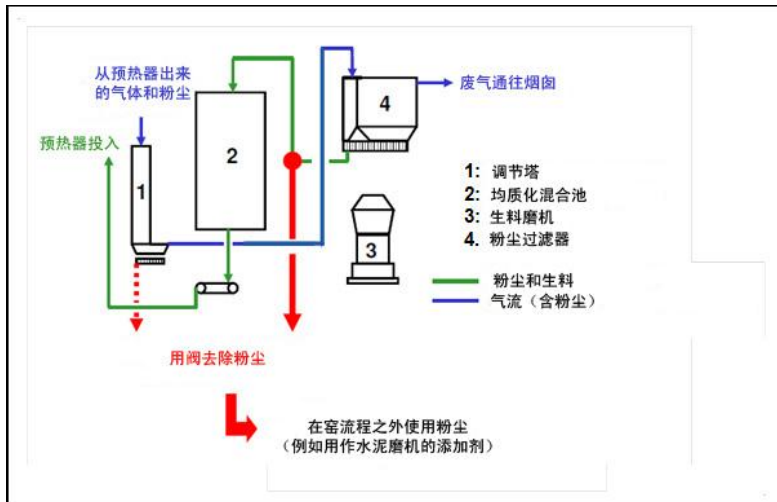 从预热器出来
的气体和粉尘
预热器投入
废气通往烟囱
1
2
3
4
1: 调节塔
2: 均质化混合池
3: 生料磨机
4. 粉尘过滤器
粉尘和生料
气流（含粉尘）
用阀去除粉尘
在窑流程之外使用粉尘
（例如用作水泥磨机的添加剂）